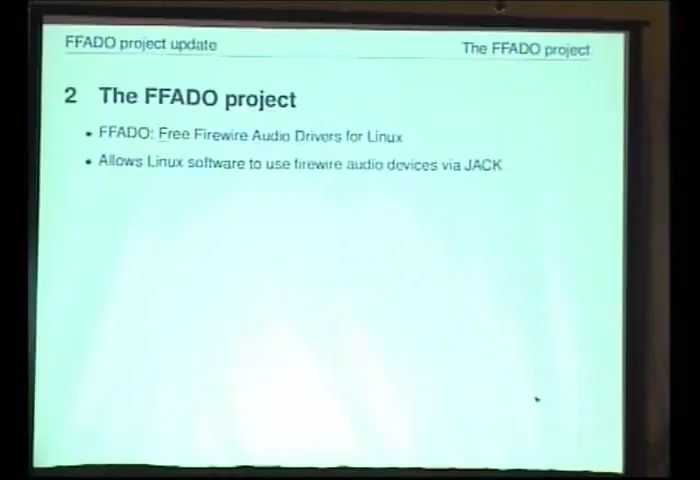 FFADO project update
The FFADO project
2 The FFADO project
• FFADO: Free Firewire Audio Drivers for Linux
• Allows Linux software to use firewire audio devices via JACK